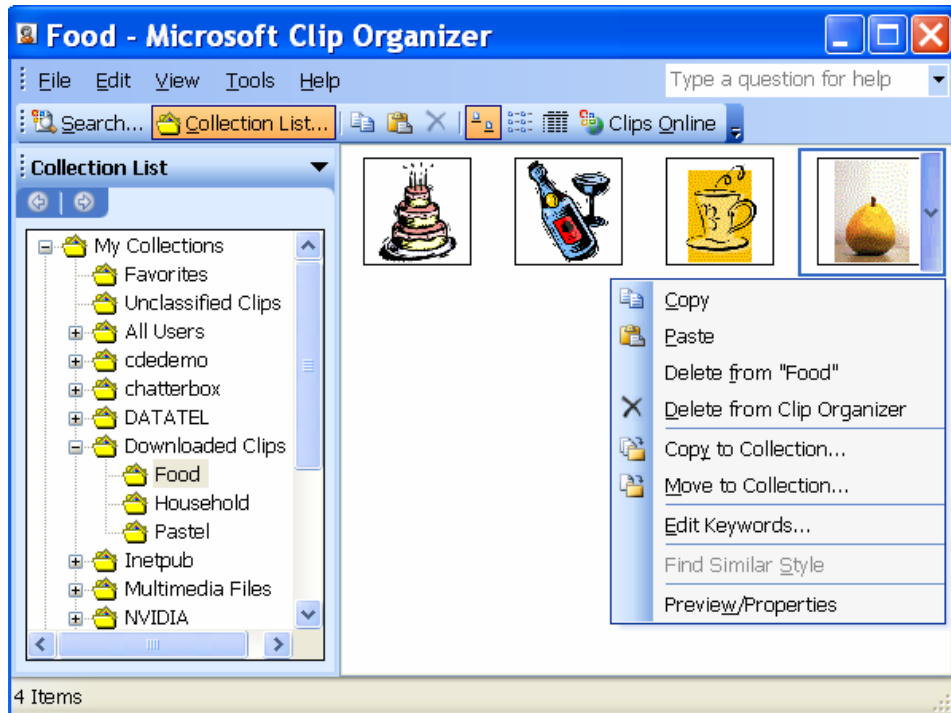 Food - Microsoft Clip Organizer
File Edit View Tools Help Type a question for help
Search... Collection List... Clips Online
Collection List
My Collections
Favorites
Unclassified Clips
All Users
cdedemo
chatterbox
DATATEL
Downloaded Clips
Food
Household
Pastel
Inetpub
Multimedia Files
NVIDIA
Copy
Paste
Delete from "Food"
Delete from Clip Organizer
Copy to Collection...
Move to Collection...
Edit Keywords...
Find Similar Style
Preview/Properties
4 Items